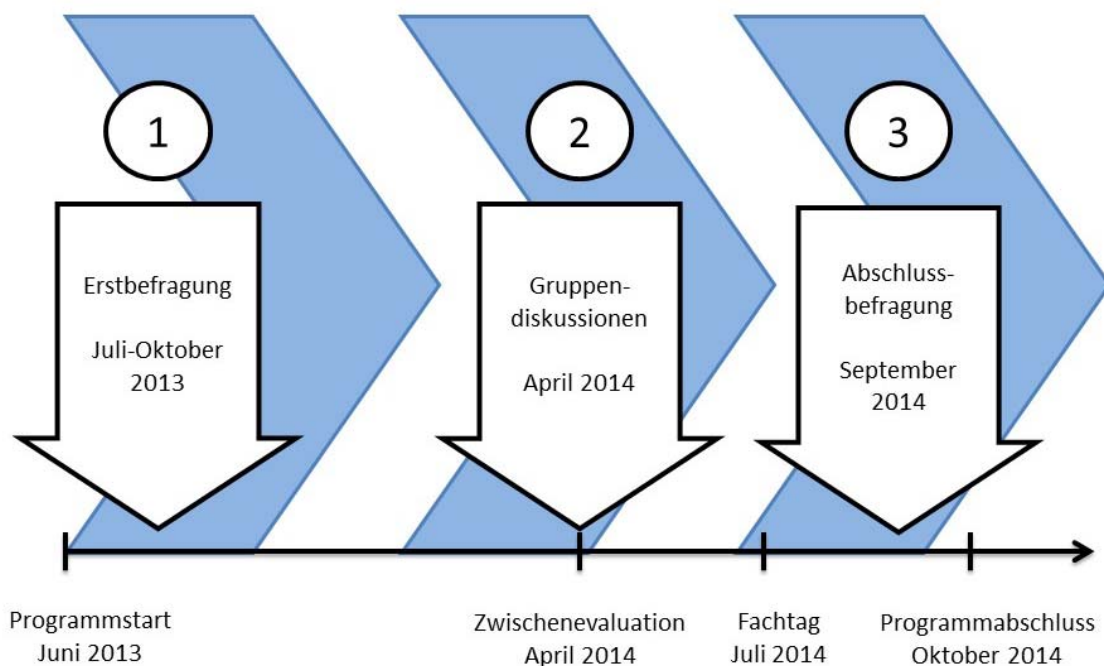 1
Erstbefragung
Juli-Oktober
2013
2
Gruppen-
diskussionen
April 2014
3
Abschluss-
befragung
September
2014
Programmstart
Juni 2013
Zwischenevaluation
April 2014
Fachtag
Juli 2014
Programmabschluss
Oktober 2014